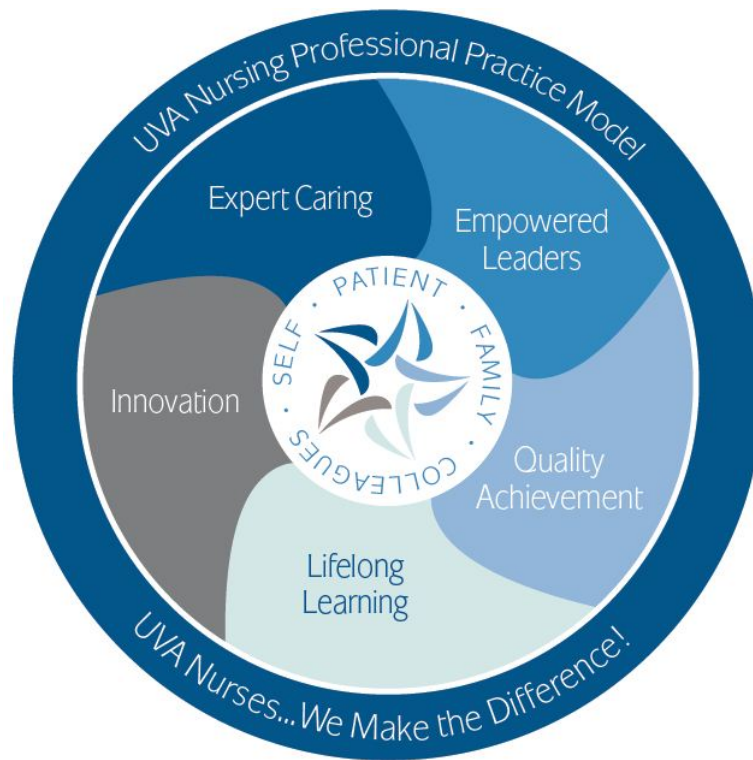 UVA Nursing Professional Practice Model
Expert Caring
Empowered
Leaders
SELF · PATIENT · FAMILY · COLLEAGUES ·
Innovation
Quality
Achievement
Lifelong
Learning
UVA Nurses...We Make the Difference!